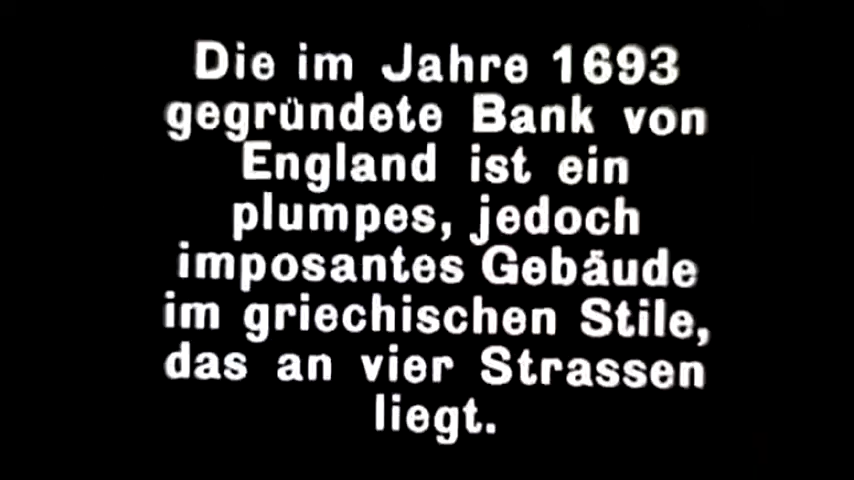 Die im Jahre 1693
gegründete Bank von
England ist ein
plumpes, jedoch
imposantes Gebäude
im griechischen Stile,
das an vier Strassen
liegt.